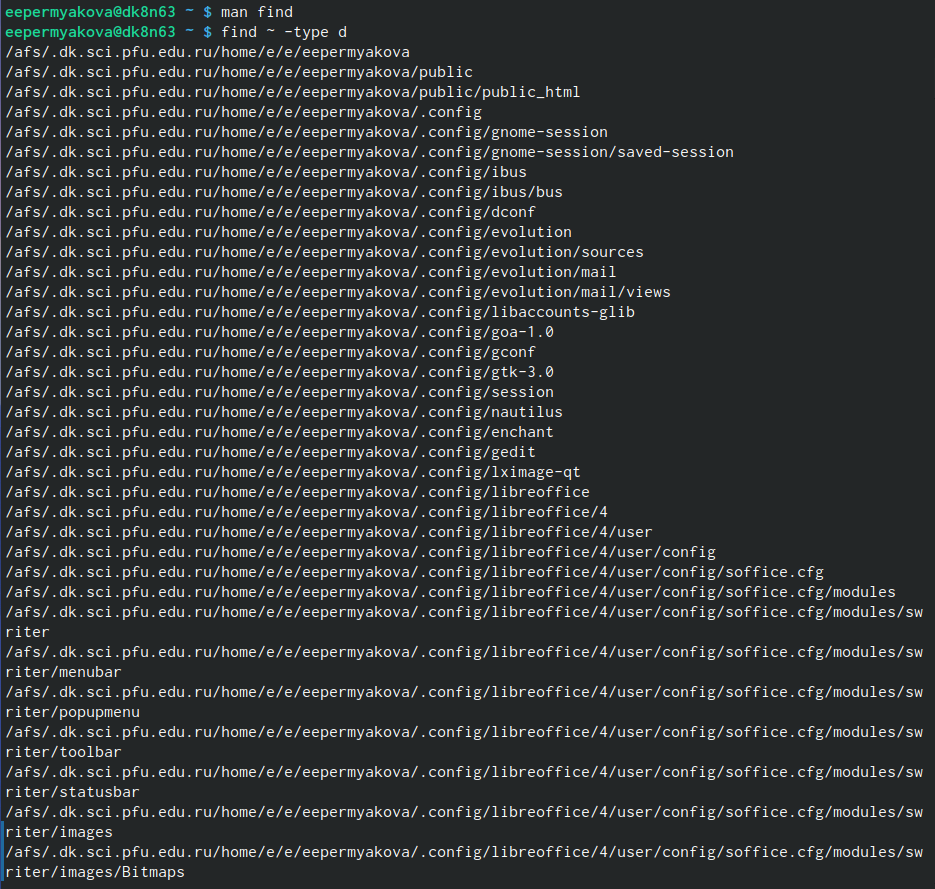 eepermyakova@dk8n63 ~ $ man find
eepermyakova@dk8n63 ~ $ find ~ -type d
/afs/.dk.sci.pfu.edu.ru/home/e/e/eepermyakova
/afs/.dk.sci.pfu.edu.ru/home/e/e/eepermyakova/public
/afs/.dk.sci.pfu.edu.ru/home/e/e/eepermyakova/public/public_html
/afs/.dk.sci.pfu.edu.ru/home/e/e/eepermyakova/.config
/afs/.dk.sci.pfu.edu.ru/home/e/e/eepermyakova/.config/gnome-session
/afs/.dk.sci.pfu.edu.ru/home/e/e/eepermyakova/.config/gnome-session/saved-session
/afs/.dk.sci.pfu.edu.ru/home/e/e/eepermyakova/.config/ibus
/afs/.dk.sci.pfu.edu.ru/home/e/e/eepermyakova/.config/ibus/bus
/afs/.dk.sci.pfu.edu.ru/home/e/e/eepermyakova/.config/dconf
/afs/.dk.sci.pfu.edu.ru/home/e/e/eepermyakova/.config/evolution
/afs/.dk.sci.pfu.edu.ru/home/e/e/eepermyakova/.config/evolution/sources
/afs/.dk.sci.pfu.edu.ru/home/e/e/eepermyakova/.config/evolution/mail
/afs/.dk.sci.pfu.edu.ru/home/e/e/eepermyakova/.config/evolution/mail/views
/afs/.dk.sci.pfu.edu.ru/home/e/e/eepermyakova/.config/libaccounts-glib
/afs/.dk.sci.pfu.edu.ru/home/e/e/eepermyakova/.config/goa-1.0
/afs/.dk.sci.pfu.edu.ru/home/e/e/eepermyakova/.config/gconf
/afs/.dk.sci.pfu.edu.ru/home/e/e/eepermyakova/.config/gtk-3.0
/afs/.dk.sci.pfu.edu.ru/home/e/e/eepermyakova/.config/session
/afs/.dk.sci.pfu.edu.ru/home/e/e/eepermyakova/.config/nautilus
/afs/.dk.sci.pfu.edu.ru/home/e/e/eepermyakova/.config/enchant
/afs/.dk.sci.pfu.edu.ru/home/e/e/eepermyakova/.config/gedit
/afs/.dk.sci.pfu.edu.ru/home/e/e/eepermyakova/.config/lximage-qt
/afs/.dk.sci.pfu.edu.ru/home/e/e/eepermyakova/.config/libreoffice
/afs/.dk.sci.pfu.edu.ru/home/e/e/eepermyakova/.config/libreoffice/4
/afs/.dk.sci.pfu.edu.ru/home/e/e/eepermyakova/.config/libreoffice/4/user
/afs/.dk.sci.pfu.edu.ru/home/e/e/eepermyakova/.config/libreoffice/4/user/config
/afs/.dk.sci.pfu.edu.ru/home/e/e/eepermyakova/.config/libreoffice/4/user/config/soffice.cfg
/afs/.dk.sci.pfu.edu.ru/home/e/e/eepermyakova/.config/libreoffice/4/user/config/soffice.cfg/modules
/afs/.dk.sci.pfu.edu.ru/home/e/e/eepermyakova/.config/libreoffice/4/user/config/soffice.cfg/modules/sw
riter
/afs/.dk.sci.pfu.edu.ru/home/e/e/eepermyakova/.config/libreoffice/4/user/config/soffice.cfg/modules/sw
riter/menubar
/afs/.dk.sci.pfu.edu.ru/home/e/e/eepermyakova/.config/libreoffice/4/user/config/soffice.cfg/modules/sw
riter/popupmenu
/afs/.dk.sci.pfu.edu.ru/home/e/e/eepermyakova/.config/libreoffice/4/user/config/soffice.cfg/modules/sw
riter/toolbar
/afs/.dk.sci.pfu.edu.ru/home/e/e/eepermyakova/.config/libreoffice/4/user/config/soffice.cfg/modules/sw
riter/statusbar
/afs/.dk.sci.pfu.edu.ru/home/e/e/eepermyakova/.config/libreoffice/4/user/config/soffice.cfg/modules/sw
riter/images
/afs/.dk.sci.pfu.edu.ru/home/e/e/eepermyakova/.config/libreoffice/4/user/config/soffice.cfg/modules/sw
riter/images/Bitmaps